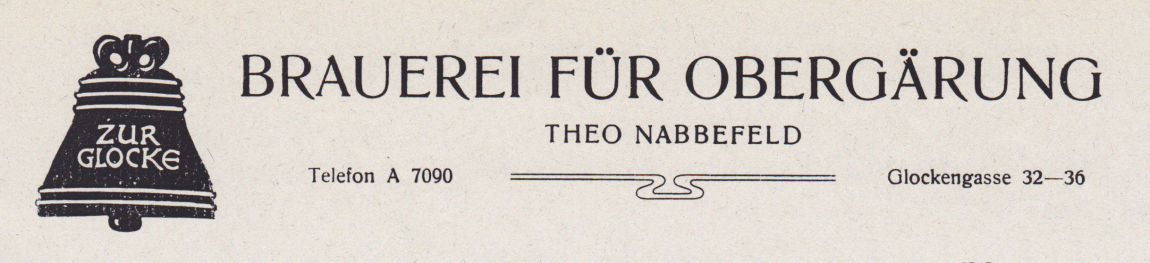 ZUR
GLOCKE
BRAUEREI FÜR OBERGÄRUNG
THEO NABBEFELD
Telefon A 7090
Glockengasse 32—36